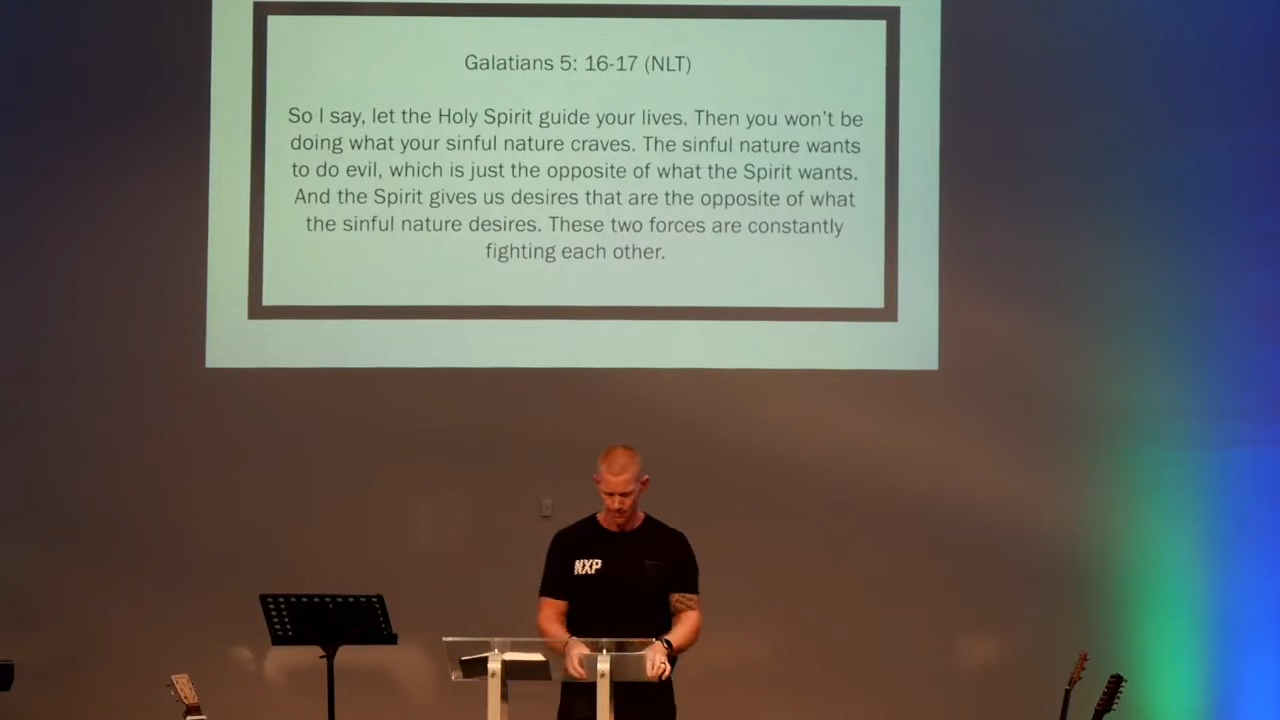 Galatians 5: 16-17 (NLT)
So I say, let the Holy Spirit guide your lives. Then you won't be
doing what your sinful nature craves. The sinful nature wants
to do evil, which is just the opposite of what the Spirit wants.
And the Spirit gives us desires that are the opposite of what
the sinful nature desires. These two forces are constantly
fighting each other.
NXP